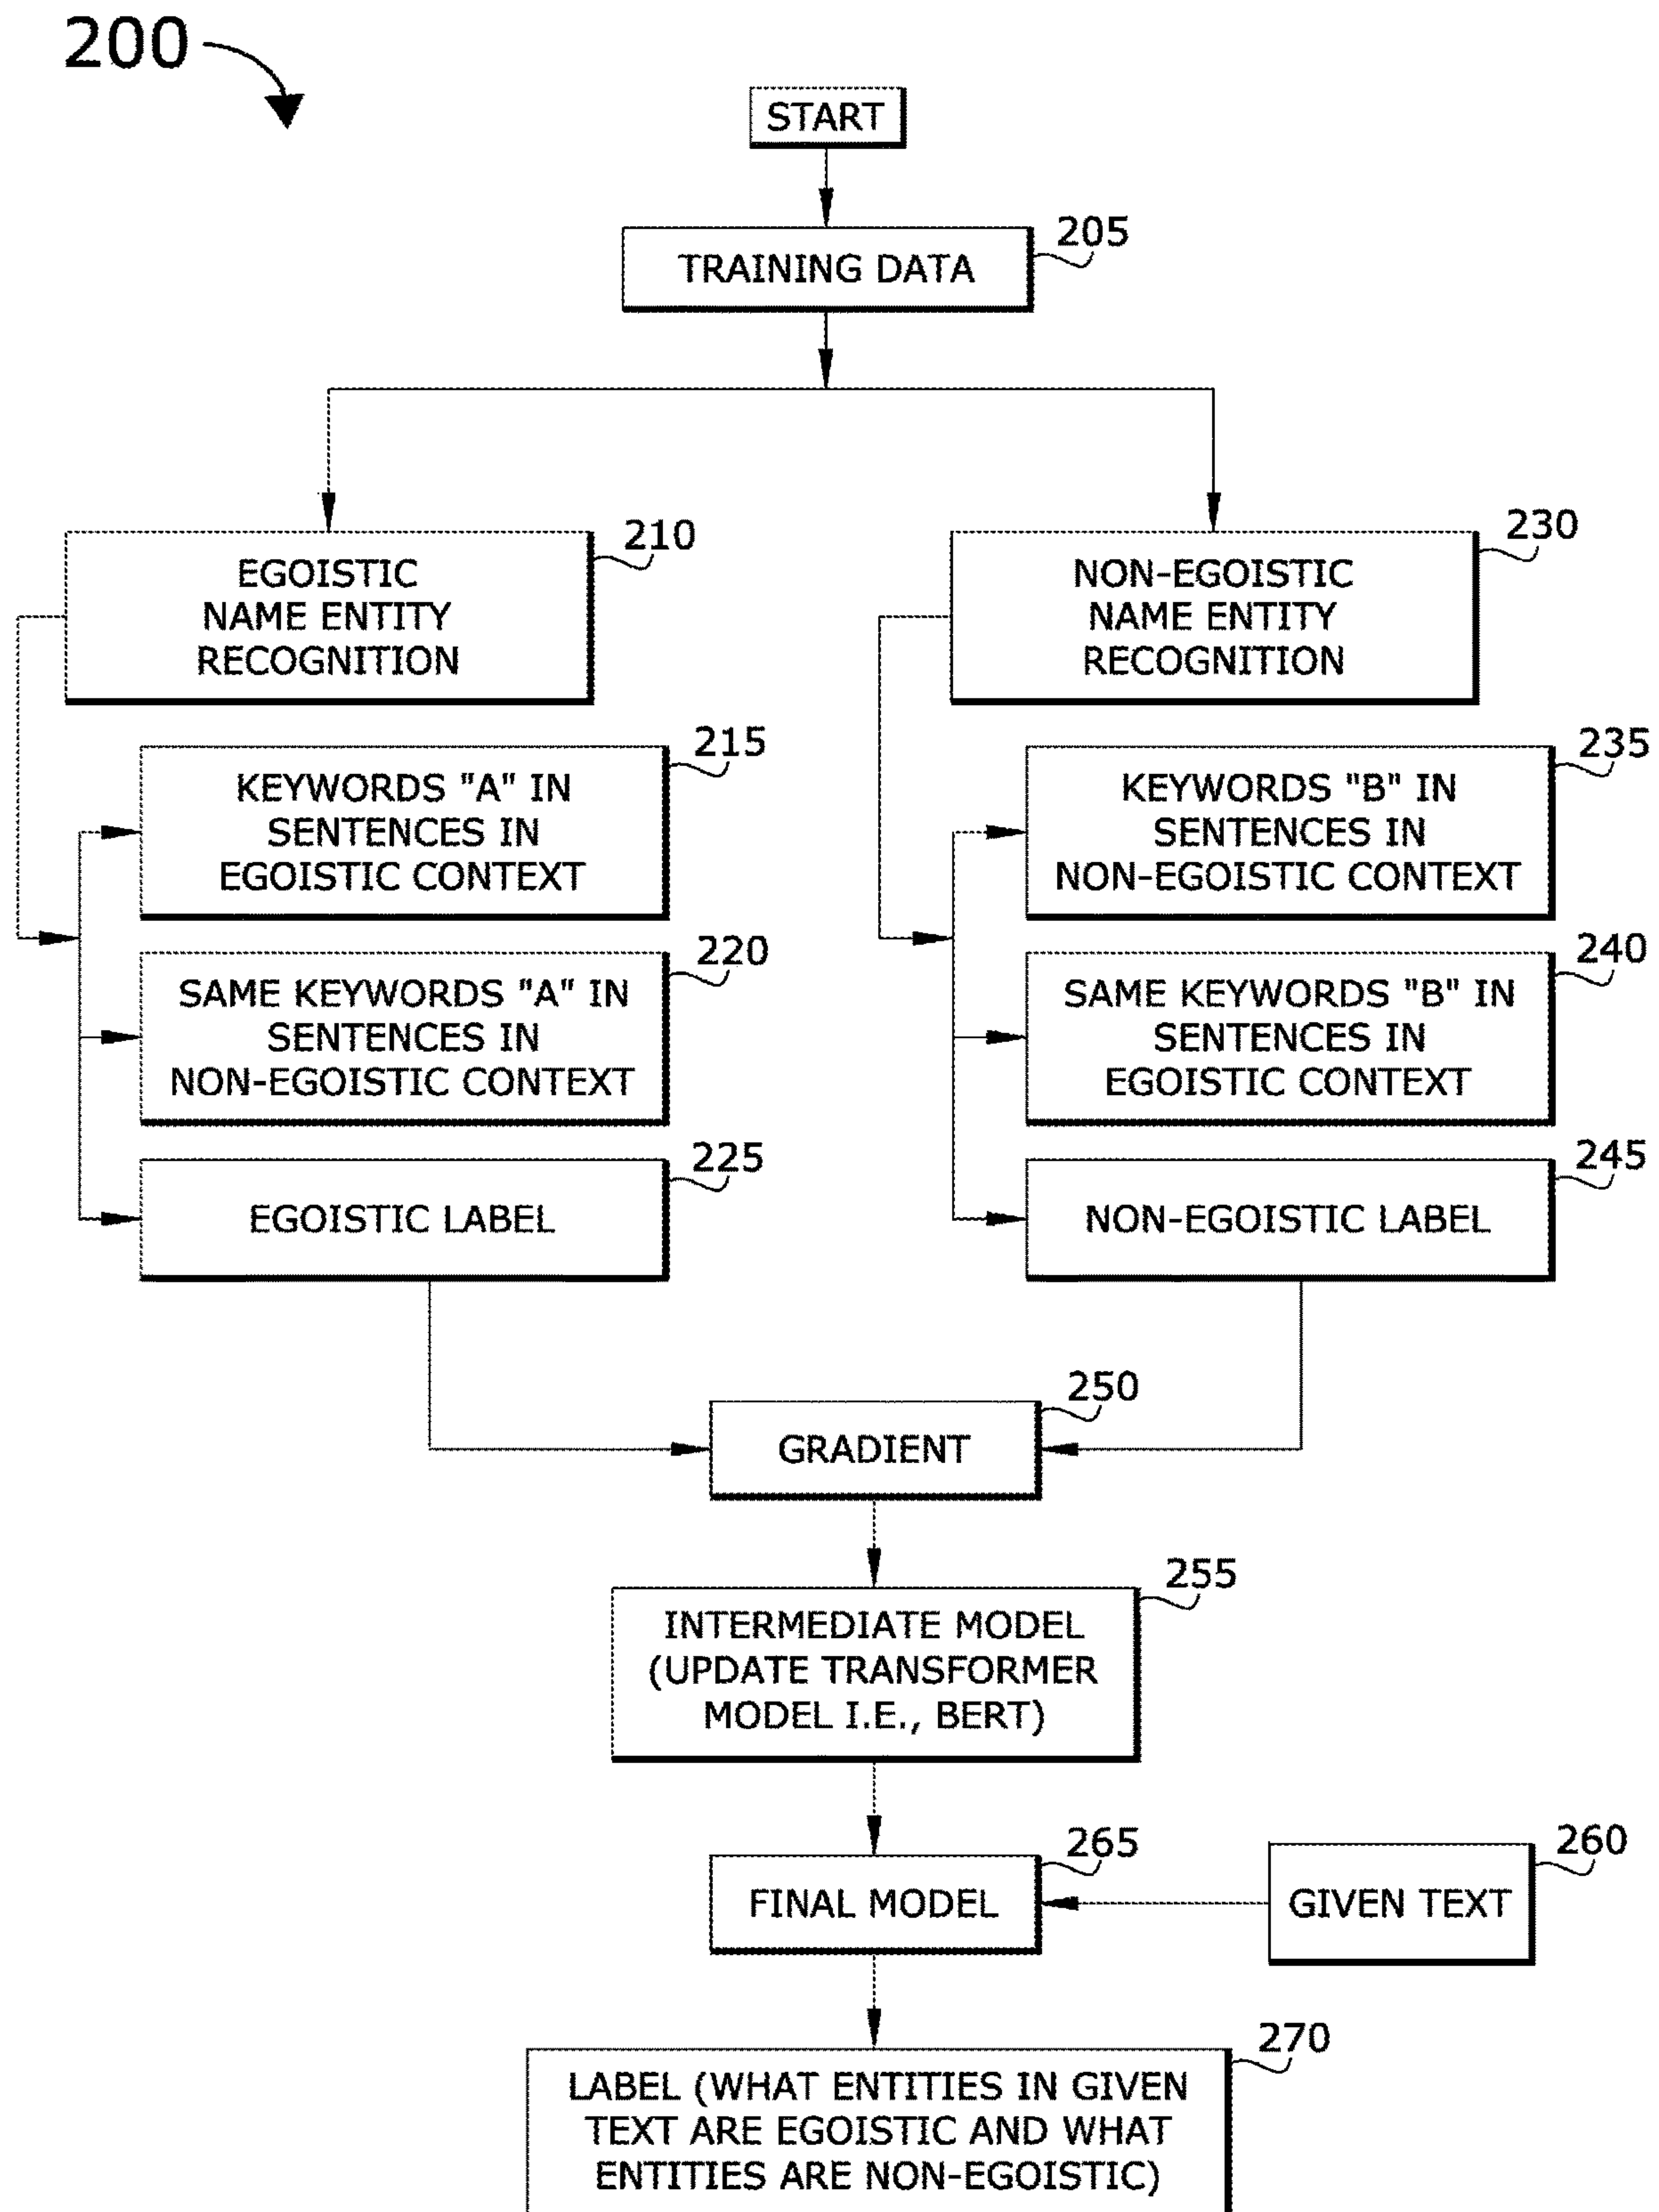 200
START
205
TRAINING DATA
210
EGOISTIC
NAME ENTITY
RECOGNITION
215
KEYWORDS "A" IN
SENTENCES IN
EGOISTIC CONTEXT
220
SAME KEYWORDS "A" IN
SENTENCES IN
NON-EGOISTIC CONTEXT
225
EGOISTIC LABEL
230
NON-EGOISTIC
NAME ENTITY
RECOGNITION
235
KEYWORDS "B" IN
SENTENCES IN
NON-EGOISTIC CONTEXT
240
SAME KEYWORDS "B" IN
SENTENCES IN
EGOISTIC CONTEXT
245
NON-EGOISTIC LABEL
250
GRADIENT
255
INTERMEDIATE MODEL
(UPDATE TRANSFORMER
MODEL I.E., BERT)
265
FINAL MODEL
260
GIVEN TEXT
270
LABEL (WHAT ENTITIES IN GIVEN
TEXT ARE EGOISTIC AND WHAT
ENTITIES ARE NON-EGOISTIC)